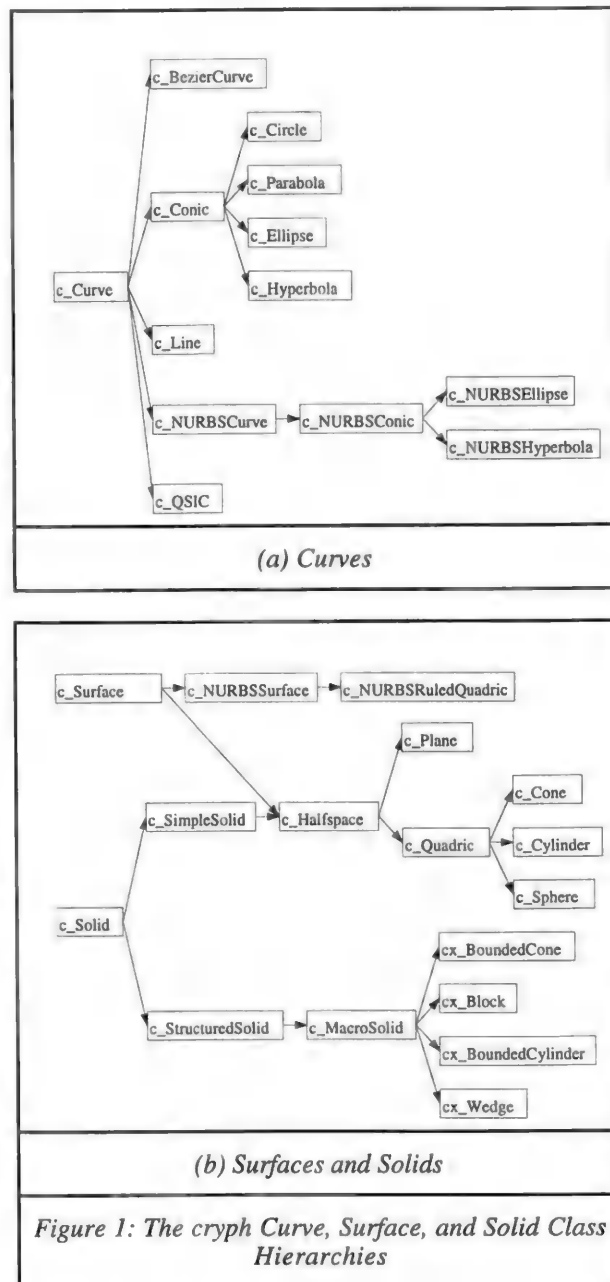 c_BezierCurve
c_Circle
c_Parabola
c_Conic
c_Ellipse
c_Hyperbola
c_Curve
c_Line
c_NURBSEllipse
c_NURBSCurve
c_NURBSConic
c_NURBSHyperbola
c_QSIC
(a) Curves
c_Surface
c_NURBSSurface
c_NURBSRuledQuadric
c_Plane
c_Cone
c_SimpleSolid
c_Halfspace
c_Quadric
c_Cylinder
c_Sphere
c_Solid
cx_BoundedCone
cx_Block
c_StructuredSolid
c_MacroSolid
cx_BoundedCylinder
cx_Wedge
(b) Surfaces and Solids
Figure 1: The cryph Curve, Surface, and Solid Class
Hierarchies